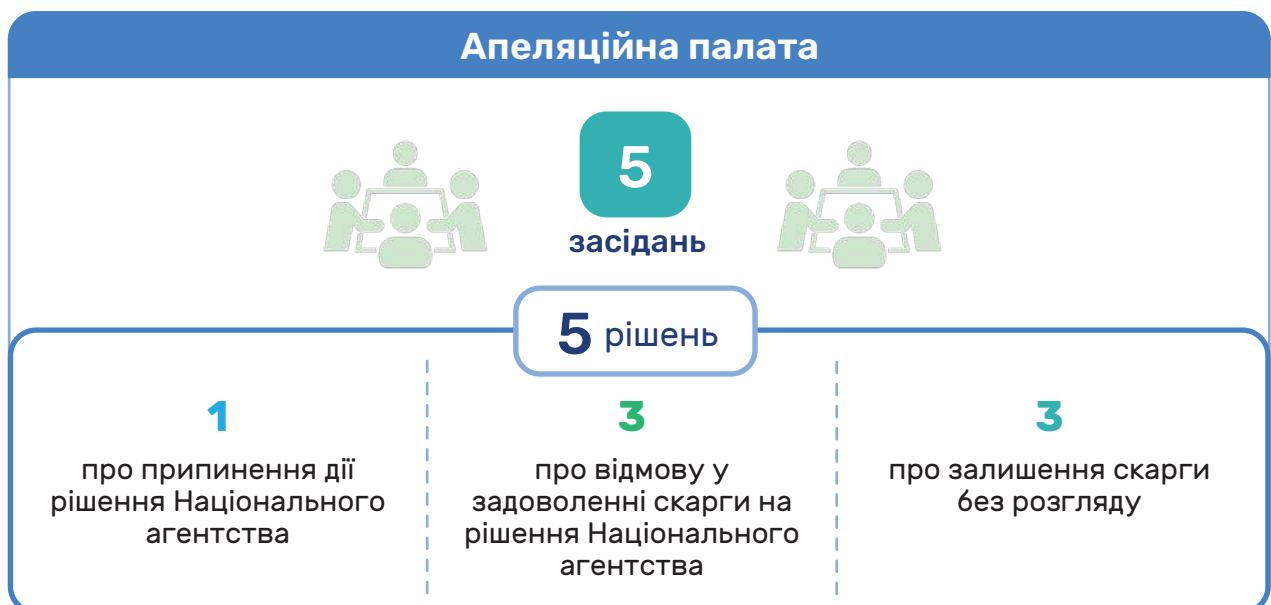 Апеляційна палата
5
засідань
5 рішень
1
про припинення дії
рішення Національного
агентства
3
про відмову у
задоволенні скарги на
рішення Національного
агентства
3
про залишення скарги
без розгляду